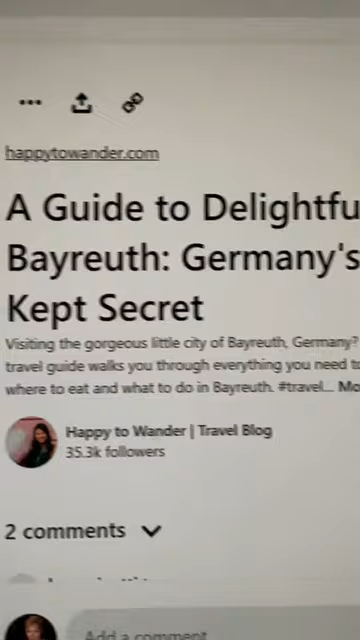 happytowander.com
A Guide to Delightfu
Bayreuth: Germany's
Kept Secret
Visiting the gorgeous little city of Bayreuth, Germany?
travel guide walks you through everything you need to
where to eat and what to do in Bayreuth. #travel... Mo
Happy to Wander | Travel Blog
35.3k followers
2 comments
Add a comment